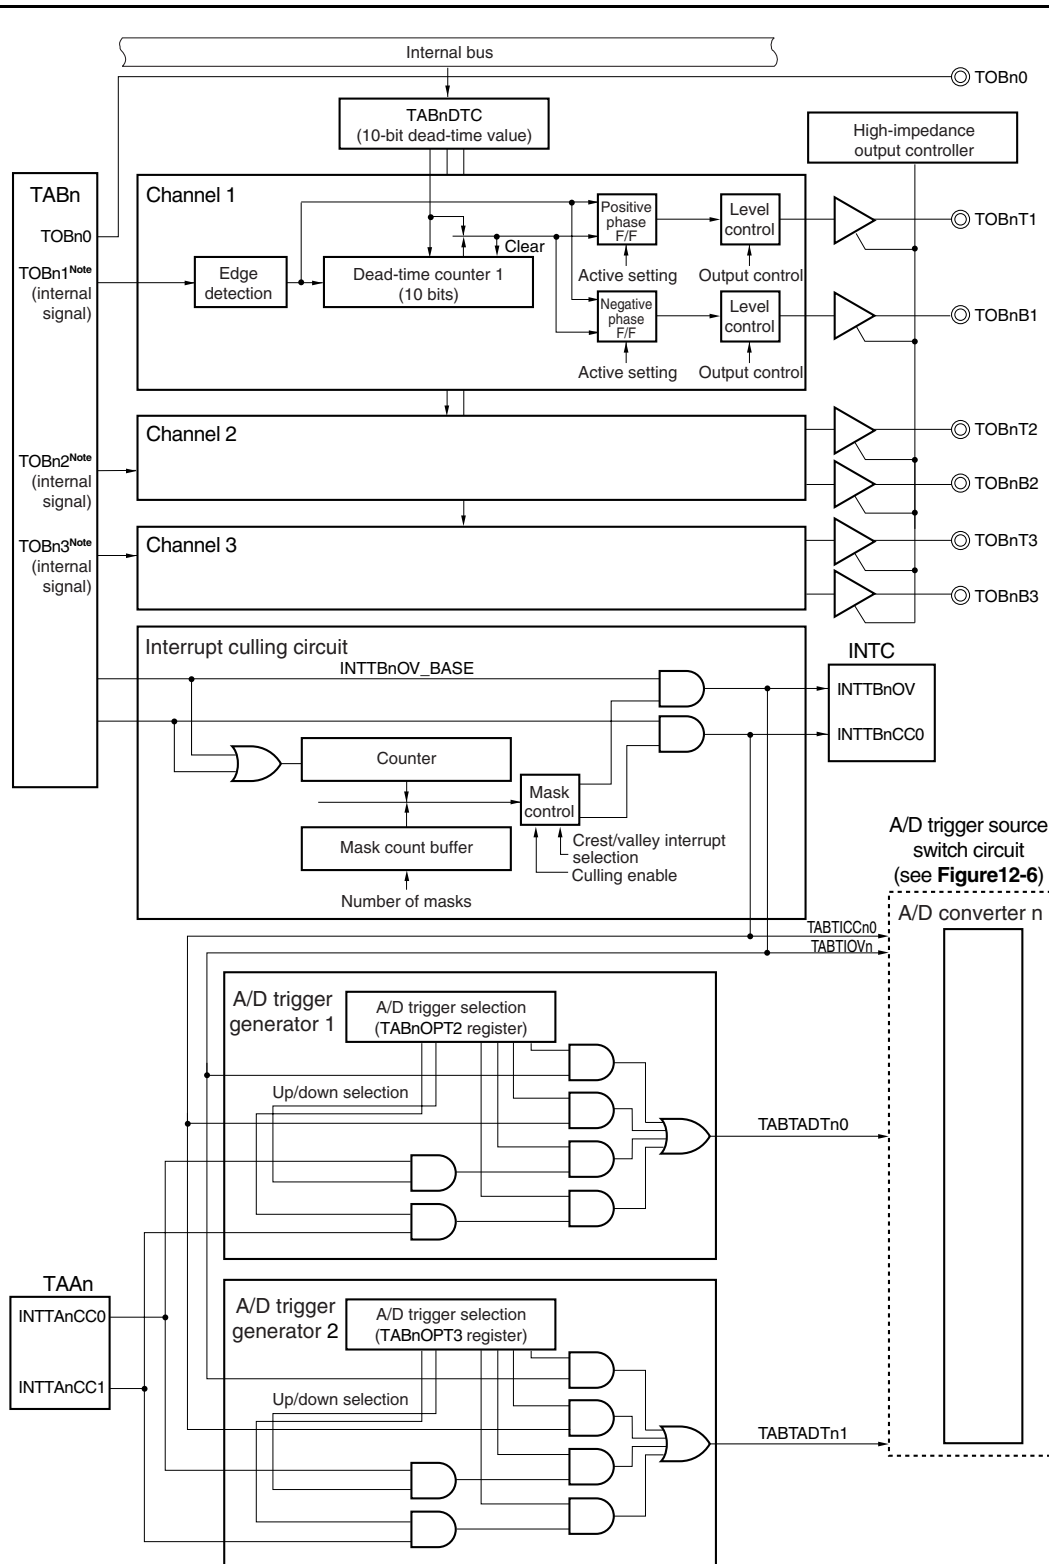 Internal bus
TOBn0
TABnDTC
(10-bit dead-time value)
High-impedance
output controller
TABn
TOBn0
TOBn1Note
(internal
signal)
Channel 1
Edge
detection
Dead-time counter 1
(10 bits)
Clear
Positive
phase
F/F
Active setting
Level
control
Output control
TOBnT1
Negative
phase
F/F
Active setting
Level
control
Output control
TOBnB1
TOBn2Note
(internal
signal)
Channel 2
TOBnT2
TOBnB2
TOBn3Note
(internal
signal)
Channel 3
TOBnT3
TOBnB3
Interrupt culling circuit
INTTBnOV_BASE
Counter
Mask count buffer
Number of masks
Mask
control
Crest/valley interrupt
selection
Culling enable
INTC
INTTBnOV
INTTBnCC0
A/D trigger source
switch circuit
(see Figure12-6)
A/D converter n
TABTICCn0
TABTIOVn
A/D trigger
generator 1
A/D trigger selection
(TABnOPT2 register)
Up/down selection
TABTADTn0
TAAn
INTTAnCC0
INTTAnCC1
A/D trigger
generator 2
A/D trigger selection
(TABnOPT3 register)
Up/down selection
TABTADTn1